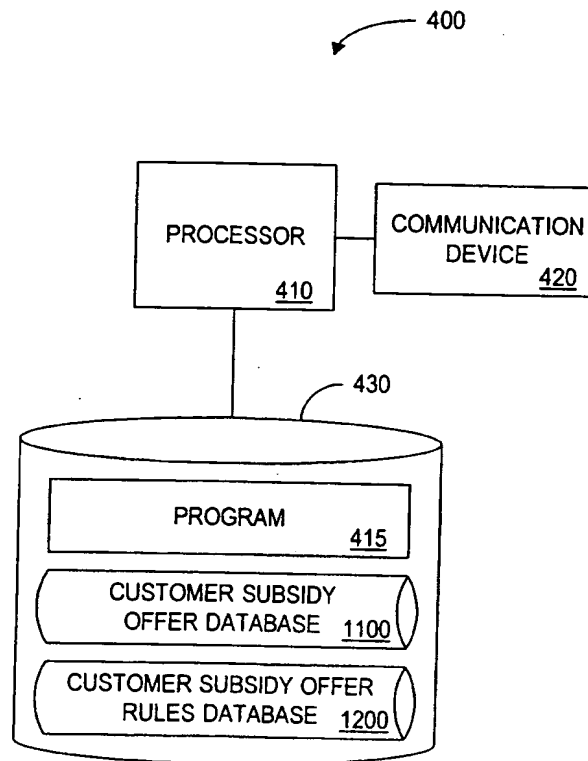 400
PROCESSOR
410
COMMUNICATION
DEVICE
420
430
PROGRAM
415
CUSTOMER SUBSIDY
OFFER DATABASE 1100
CUSTOMER SUBSIDY OFFER
RULES DATABASE 1200